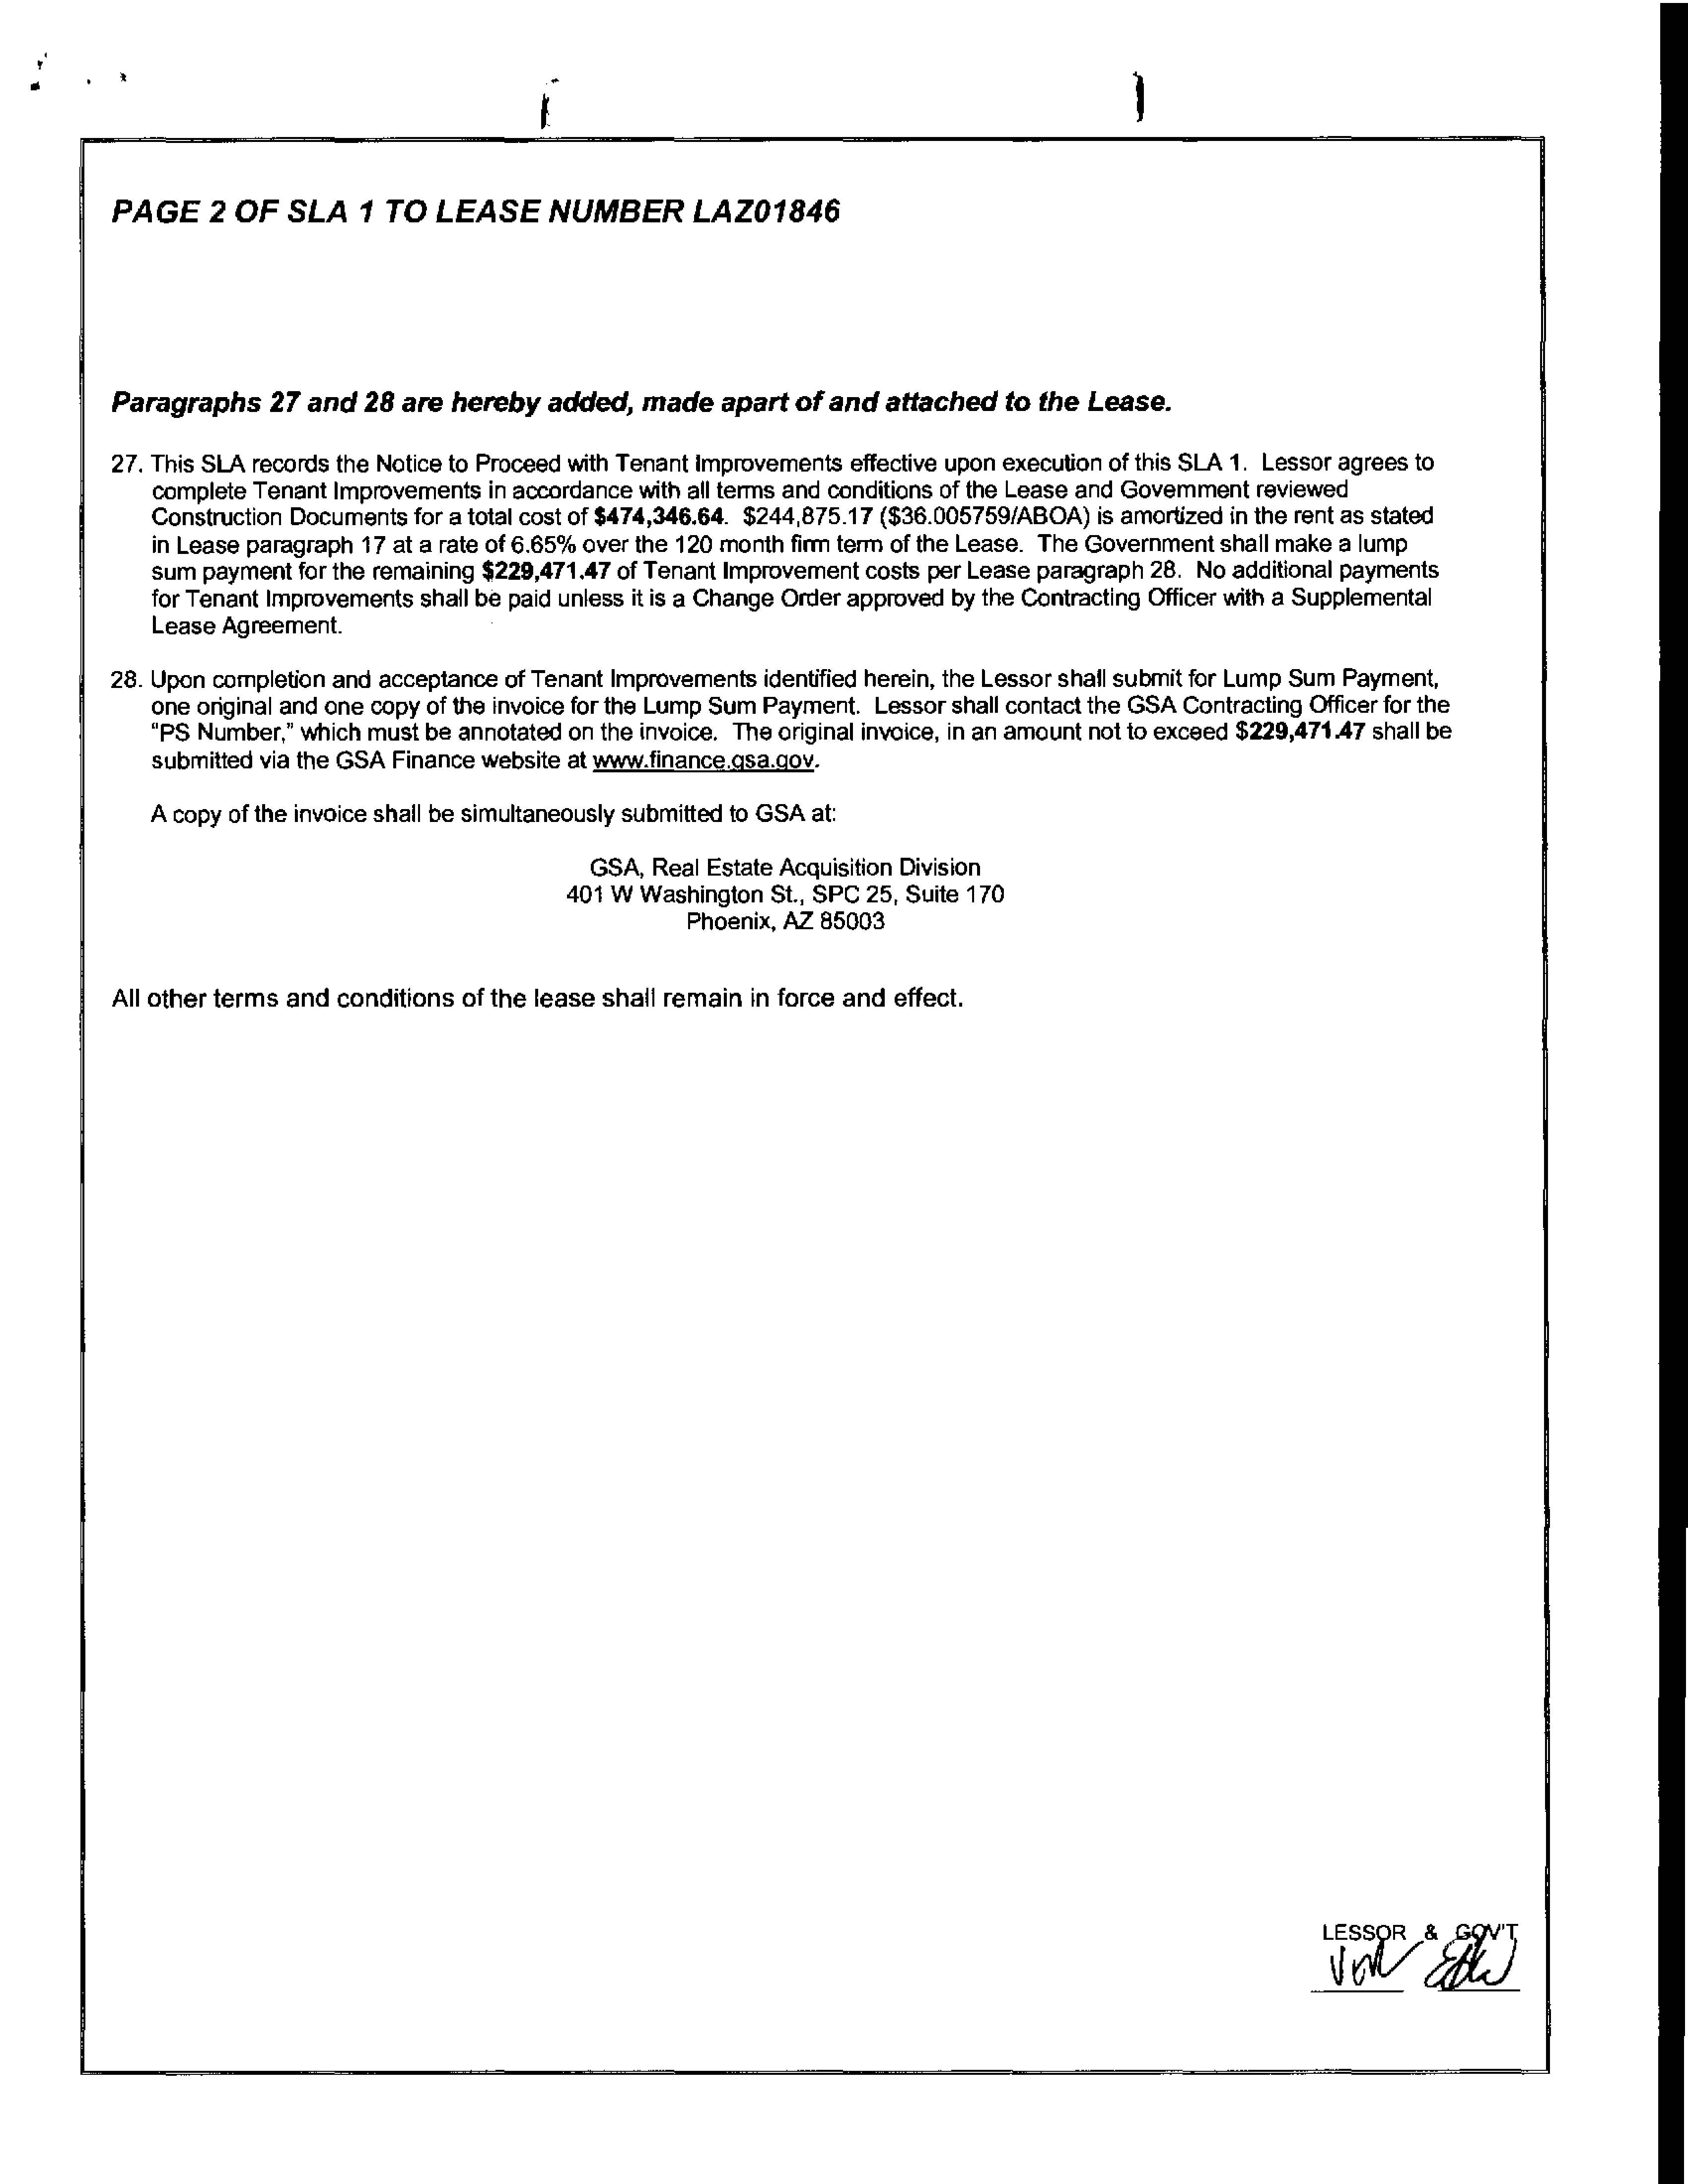 PAGE 2 OF SLA 1 TO LEASE NUMBER LAZ01846
Paragraphs 27 and 28 are hereby added, made apart of and attached to the Lease.
27. This SLA records the Notice to Proceed with Tenant Improvements effective upon execution of this SLA 1. Lessor agrees to
complete Tenant Improvements in accordance with all terms and conditions of the Lease and Government reviewed
Construction Documents for a total cost of $474,346.64. $244,875.17 ($36.005759/ABOA) is amortized in the rent as stated
in Lease paragraph 17 at a rate of 6.65% over the 120 month firm term of the Lease. The Government shall make a lump
sum payment for the remaining $229,471.47 of Tenant Improvement costs per Lease paragraph 28. No additional payments
for Tenant Improvements shall be paid unless it is a Change Order approved by the Contracting Officer with a Supplemental
Lease Agreement.
28. Upon completion and acceptance of Tenant Improvements identified herein, the Lessor shall submit for Lump Sum Payment,
one original and one copy of the invoice for the Lump Sum Payment. Lessor shall contact the GSA Contracting Officer for the
"PS Number," which must be annotated on the invoice. The original invoice, in an amount not to exceed $229,471.47 shall be
submitted via the GSA Finance website at www.finance.gsa.gov.
A copy of the invoice shall be simultaneously submitted to GSA at:
GSA, Real Estate Acquisition Division
401 W Washington St., SPC 25, Suite 170
Phoenix, AZ 85003
All other terms and conditions of the lease shall remain in force and effect.
LESSOR & GOV'T